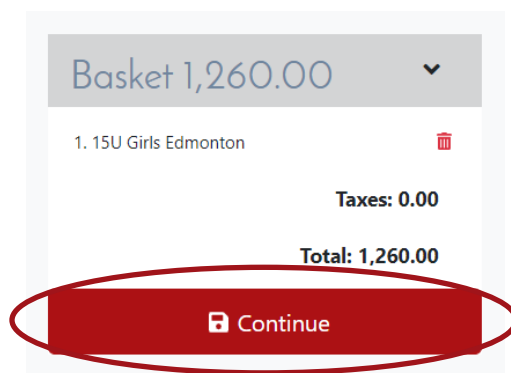 Basket 1,260.00
1. 15U Girls Edmonton
Taxes: 0.00
Total: 1,260.00
Continue